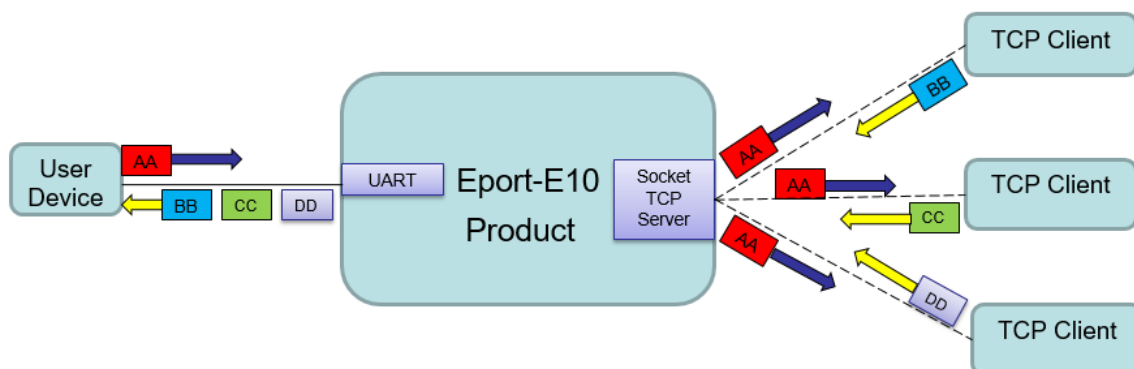 TCP Client
BB
AA
AA
User
Device
UART
Eport-E10
Product
Socket
TCP
Server
AA
TCP Client
BB
CC
DD
CC
AA
DD
TCP Client